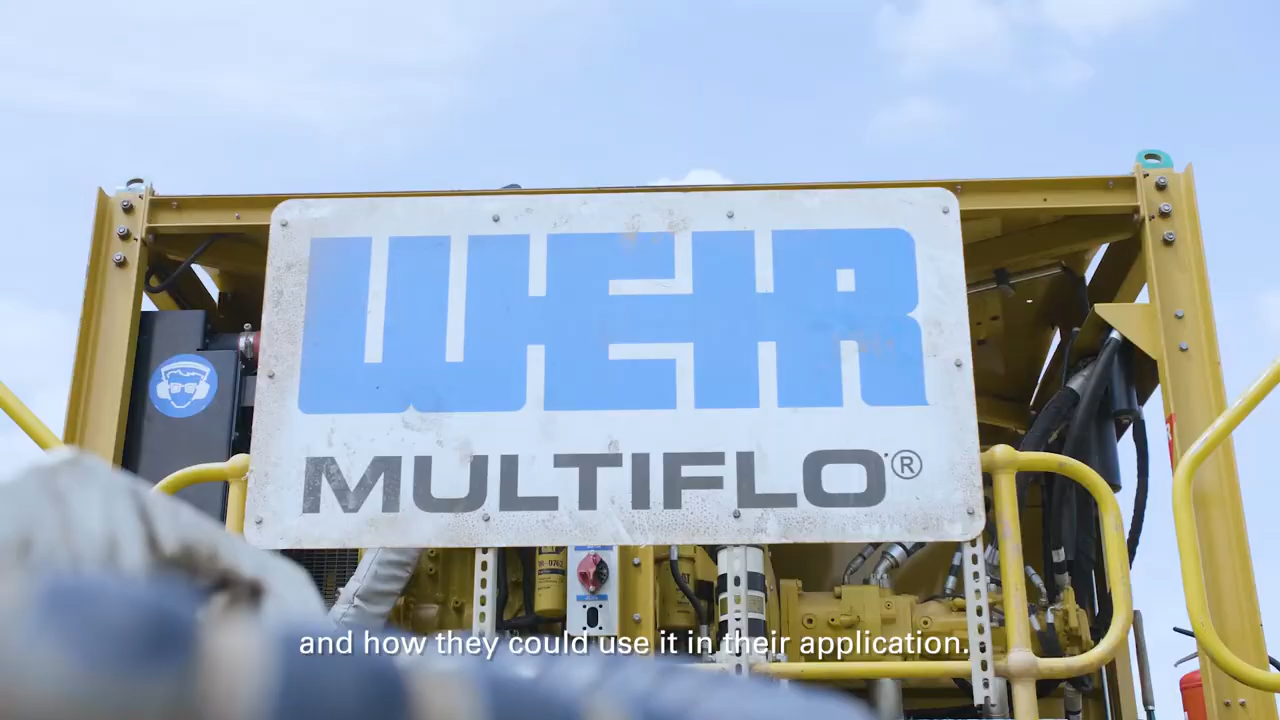 WEIR
MULTIFLO®
and how they could use it in their application.